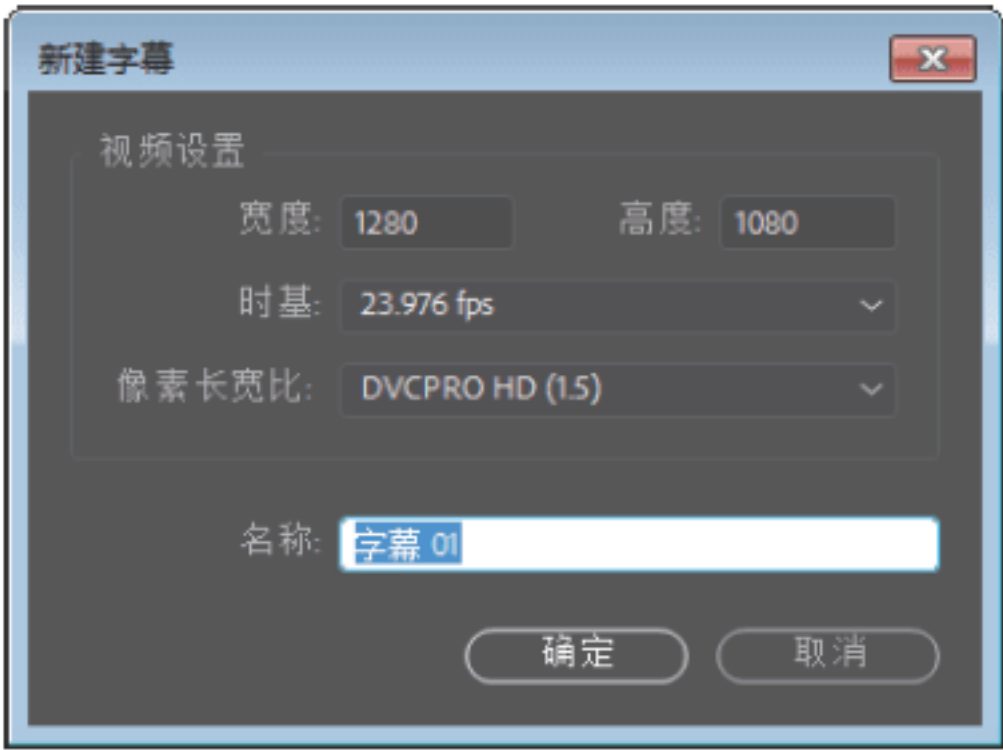 新建字幕
视频设置
宽度: 1280 高度: 1080
时基: 23.976 fps
像素长宽比: DVCPRO HD (1.5)
名称: 字幕 01
确定 取消